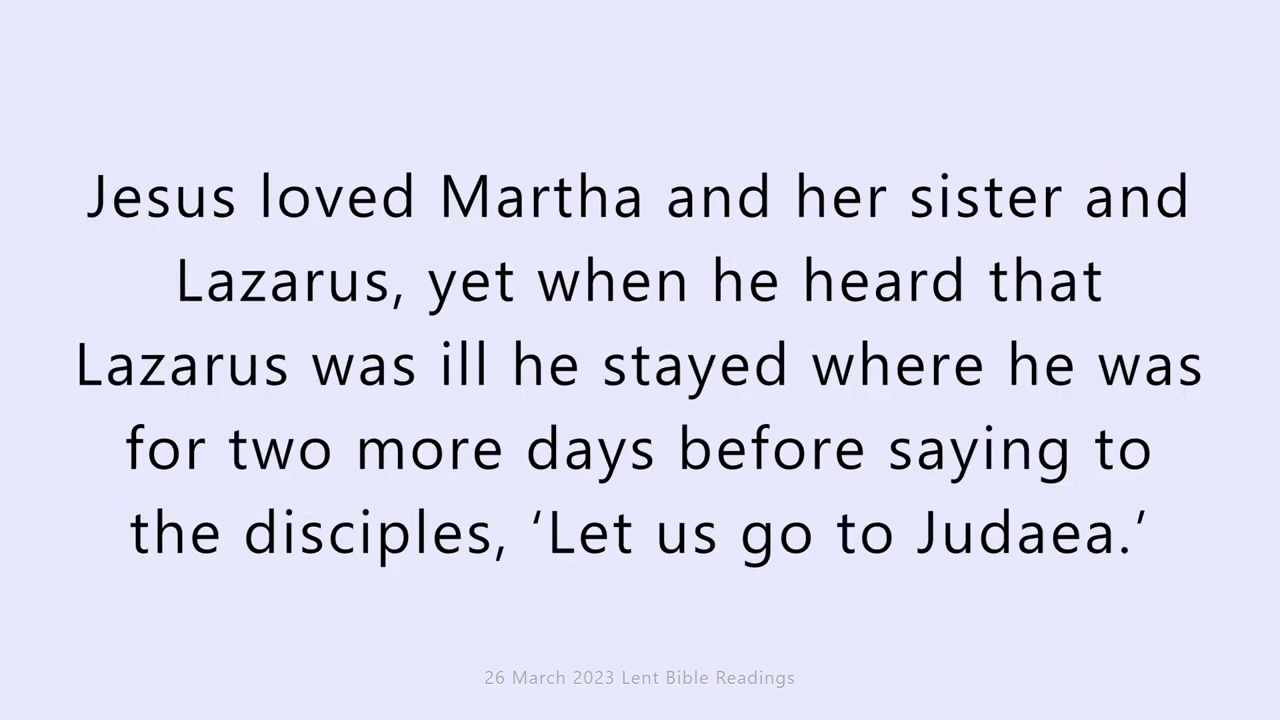 Jesus loved Martha and her sister and
Lazarus, yet when he heard that
Lazarus was ill he stayed where he was
for two more days before saying to
the disciples, ‘Let us go to Judaea.’
26 March 2023 Lent Bible Readings